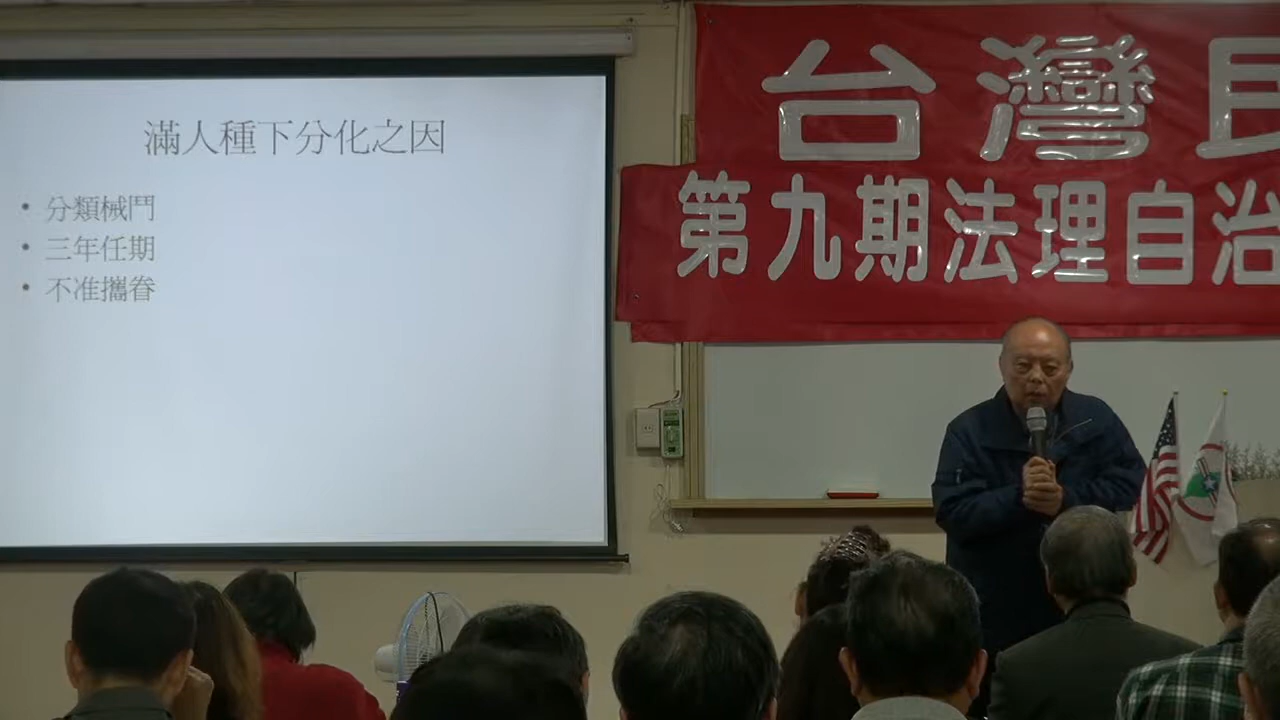 滿人種下分化之因
• 分類械鬥
• 三年任期
• 不准攜眷
台灣民
第九期法理自治